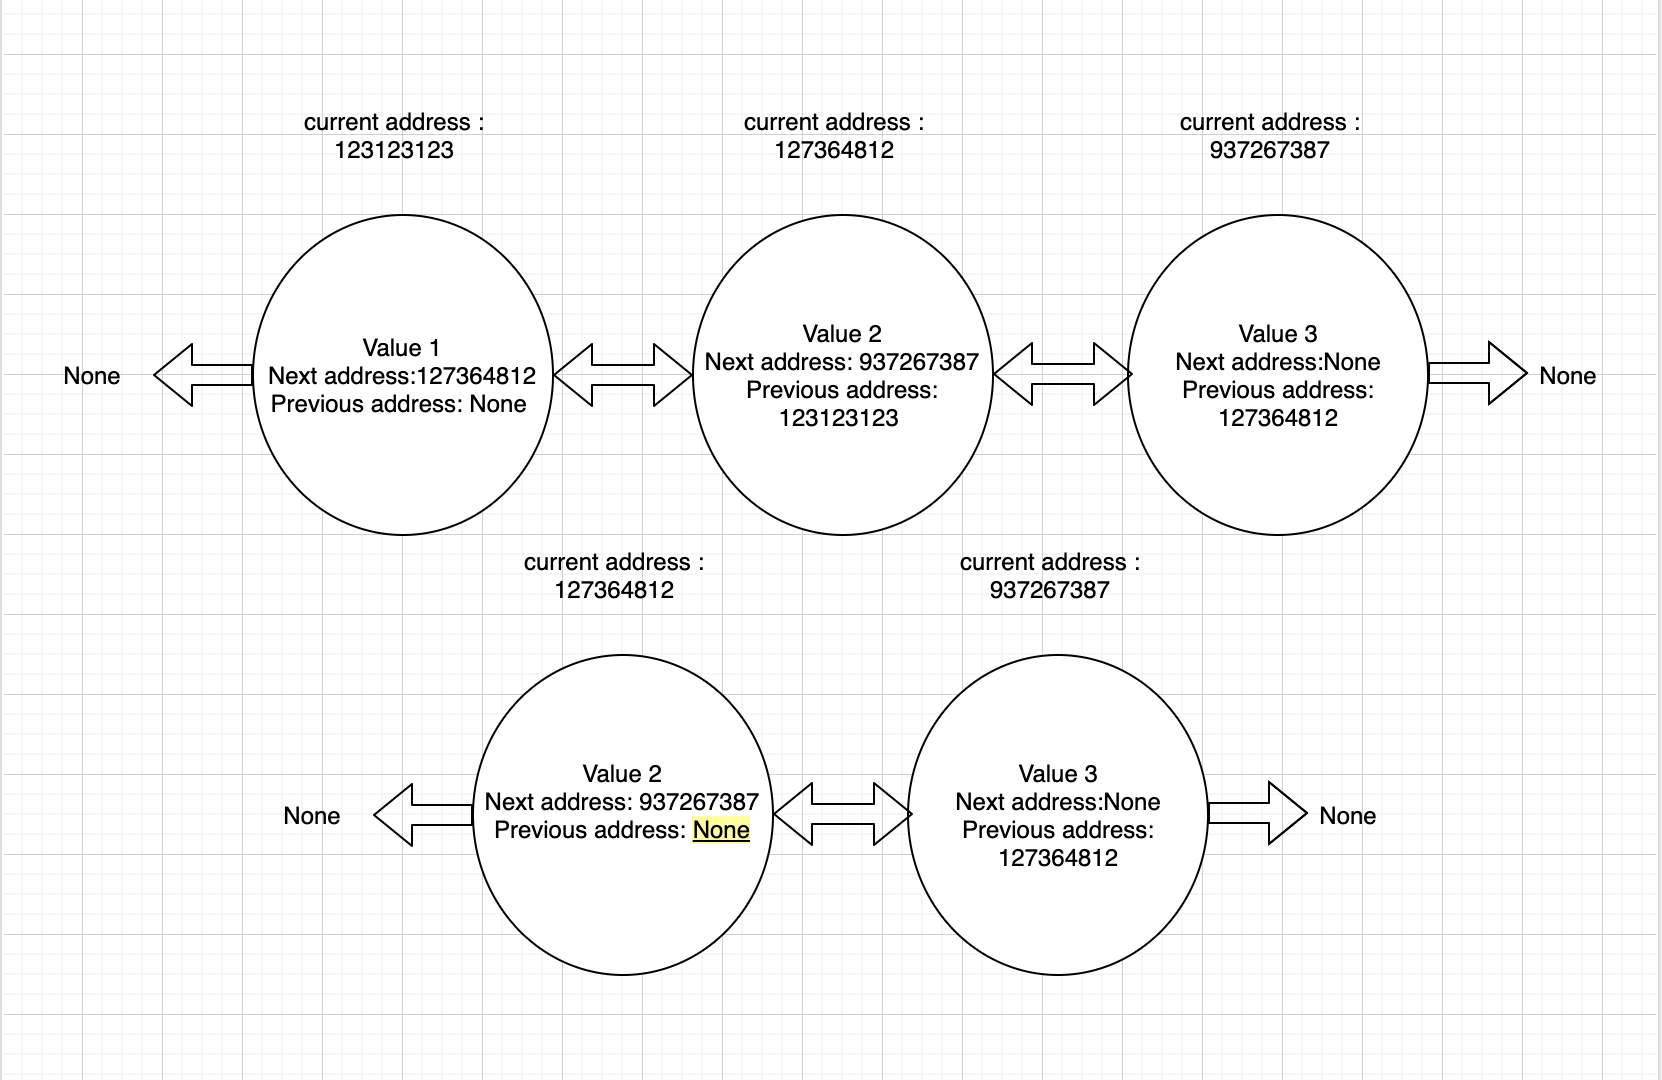 current address :
123123123
current address :
127364812
current address :
937267387
None
Value 1
Next address:127364812
Previous address: None
Value 2
Next address: 937267387
Previous address:
123123123
Value 3
Next address:None
Previous address:
127364812
None
current address :
127364812
current address :
937267387
None
Value 2
Next address: 937267387
Previous address: None
Value 3
Next address:None
Previous address:
127364812
None